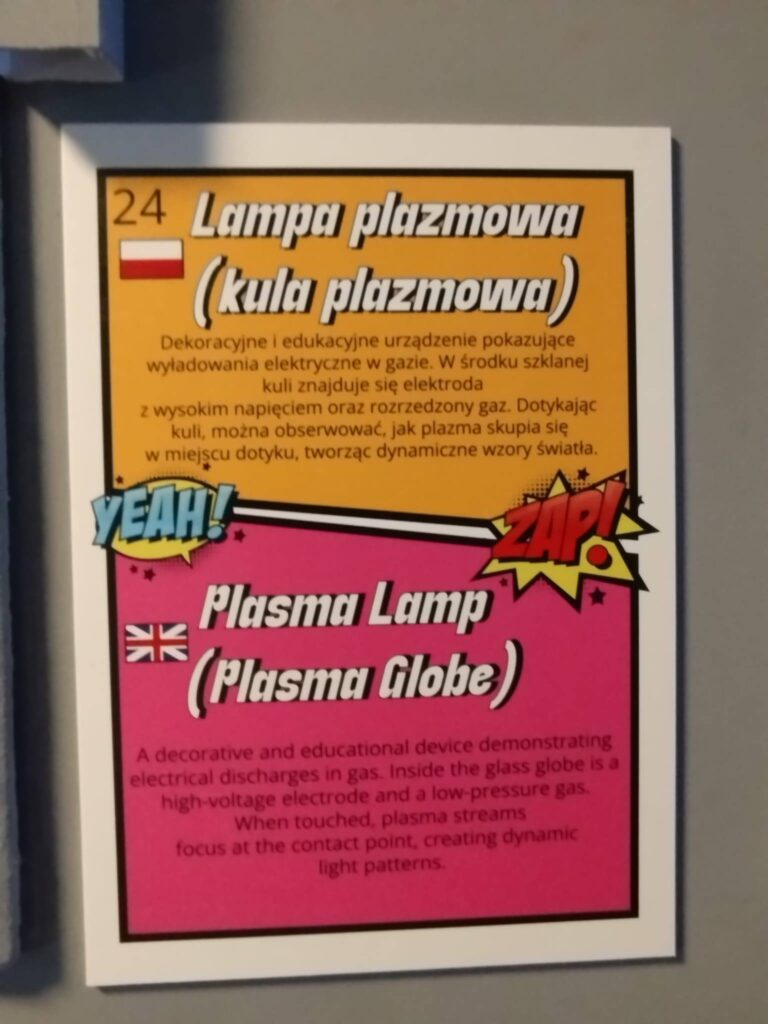 24
Lampa plazmowa
(kula plazmowa)
Dekoracyjne i edukacyjne urządzenie pokazujące
wyładowania elektryczne w gazie. W środku szklanej
kuli znajduje się elektroda
z wysokim napięciem oraz rozrzedzony gaz. Dotykając
kuli, można obserwować, jak plazma skupia się
w miejscu dotyku, tworząc dynamiczne wzory światła.
YEAH!
ZAP!
Plasma Lamp
(Plasma Globe)
A decorative and educational device demonstrating
electrical discharges in gas. Inside the glass globe is a
high-voltage electrode and a low-pressure gas.
When touched, plasma streams
focus at the contact point, creating dynamic
light patterns.